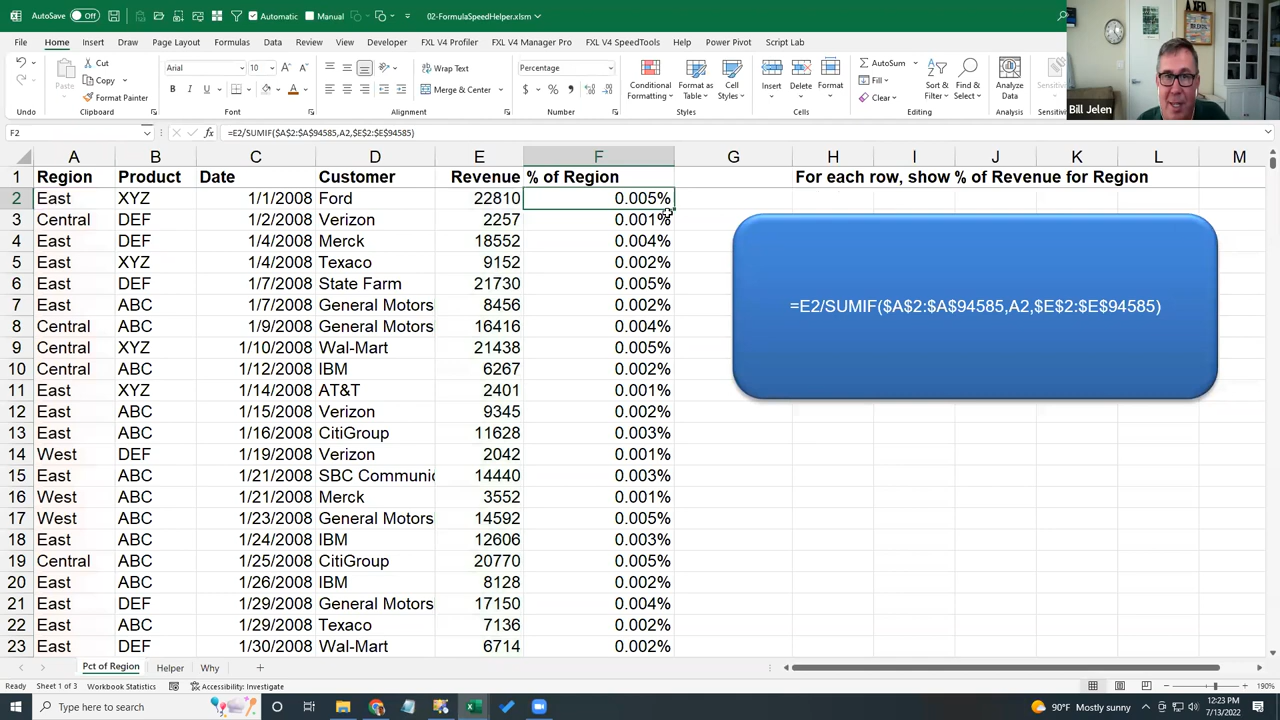 AutoSave Off Automatic Manual 02-FormulaSpeedHelper.xlsm
File Home Insert Draw Page Layout Formulas Data Review Developer FXL V4 Profiler FXL V4 Manager Pro FXL V4 SpeedTools Help Power Pivot Script Lab
Paste Cut Copy Format Painter
Arial 10 B I U
Wrap Text Merge & Center
Percentage $ % 9
Conditional Formatting Format as Table Cell Styles
Insert Delete Format
AutoSum Fill Clear
Sort & Filter Find & Select
Analyze Data
Undo Clipboard Font Alignment Number Styles Cells Editing Analysis
Bill Jelen
F2 fx =E2/SUMIF($A$2:$A$94585,A2,$E$2:$E$94585)
A B C D E F G H I J K L M
1 Region Product Date Customer Revenue % of Region For each row, show % of Revenue for Region
2 East XYZ 1/1/2008 Ford 22810 0.005%
3 Central DEF 1/2/2008 Verizon 2257 0.001%
4 East DEF 1/4/2008 Merck 18552 0.004%
5 East XYZ 1/4/2008 Texaco 9152 0.002%
6 East DEF 1/7/2008 State Farm 21730 0.005%
7 East ABC 1/7/2008 General Motors 8456 0.002%
8 Central ABC 1/9/2008 General Motors 16416 0.004%
9 Central XYZ 1/10/2008 Wal-Mart 21438 0.005%
10 Central ABC 1/12/2008 IBM 6267 0.002%
11 East XYZ 1/14/2008 AT&T 2401 0.001%
12 East ABC 1/15/2008 Verizon 9345 0.002%
13 East ABC 1/16/2008 CitiGroup 11628 0.003%
14 West DEF 1/19/2008 Verizon 2042 0.001%
15 East ABC 1/21/2008 SBC Communic 14440 0.003%
16 West ABC 1/21/2008 Merck 3552 0.001%
17 West ABC 1/23/2008 General Motors 14592 0.005%
18 East ABC 1/24/2008 IBM 12606 0.003%
19 Central ABC 1/25/2008 CitiGroup 20770 0.005%
20 East ABC 1/26/2008 IBM 8128 0.002%
21 East DEF 1/29/2008 General Motors 17150 0.004%
22 East ABC 1/29/2008 Texaco 7136 0.002%
23 East DEF 1/30/2008 Wal-Mart 6714 0.002%
=E2/SUMIF($A$2:$A$94585,A2,$E$2:$E$94585)
Pct of Region Helper Why
Ready Sheet 1 of 3 Workbook Statistics Accessibility: Investigate 190%
Type here to search 90°F Mostly sunny 12:23 PM
7/13/2022